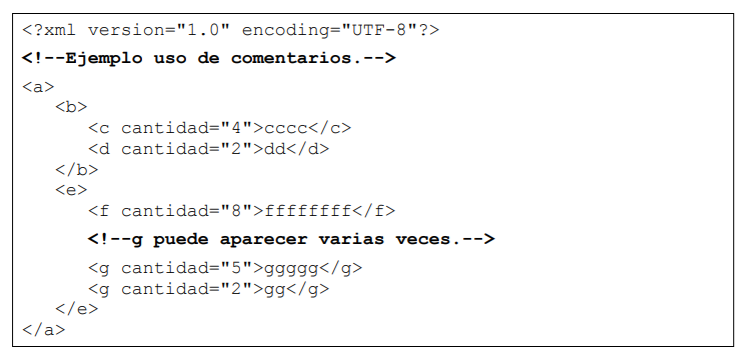 <?xml version="1.0" encoding="UTF-8"?>
<!--Ejemplo uso de comentarios.-->
<a>
   <b>
      <c cantidad="4">cccc</c>
      <d cantidad="2">dd</d>
   </b>
   <e>
      <f cantidad="8">ffffffff</f>
      <!--g puede aparecer varias veces.-->
      <g cantidad="5">ggggg</g>
      <g cantidad="2">gg</g>
   </e>
</a>